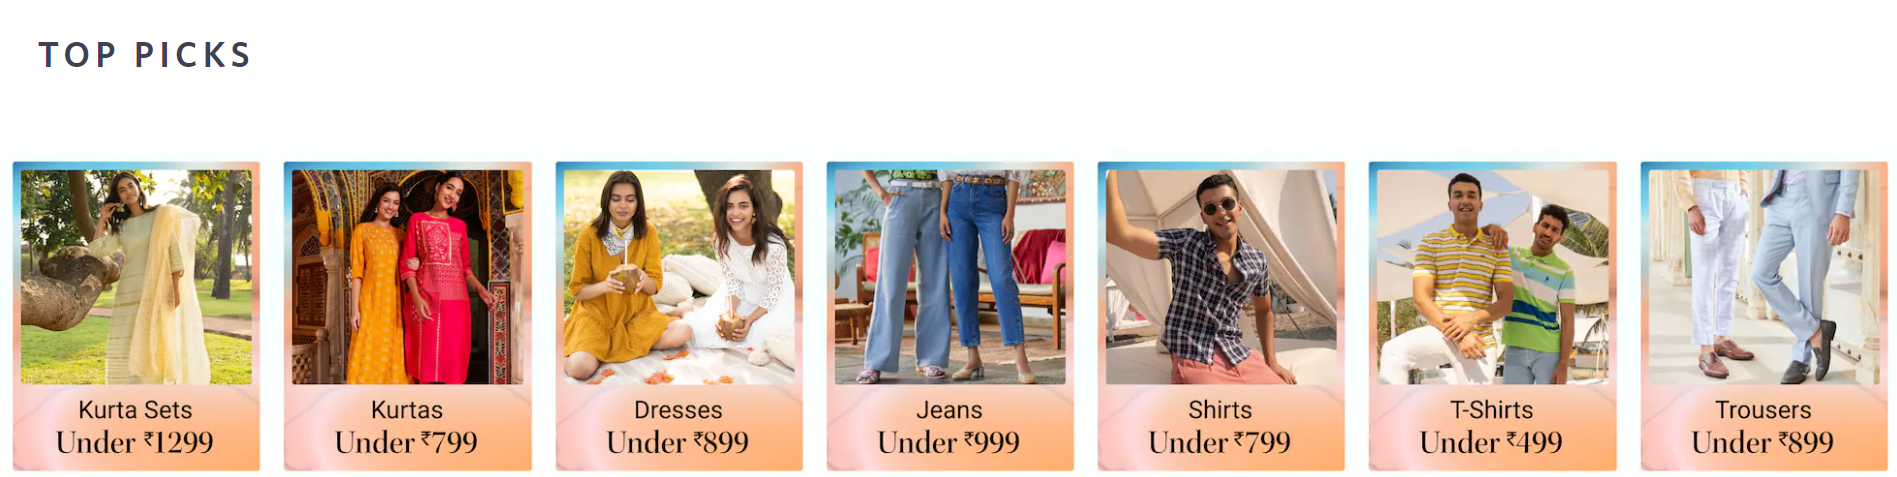 TOP PICKS
Kurta Sets
Under ₹1299
Kurtas
Under ₹799
Dresses
Under ₹899
Jeans
Under ₹999
Shirts
Under ₹799
T-Shirts
Under ₹499
Trousers
Under ₹899